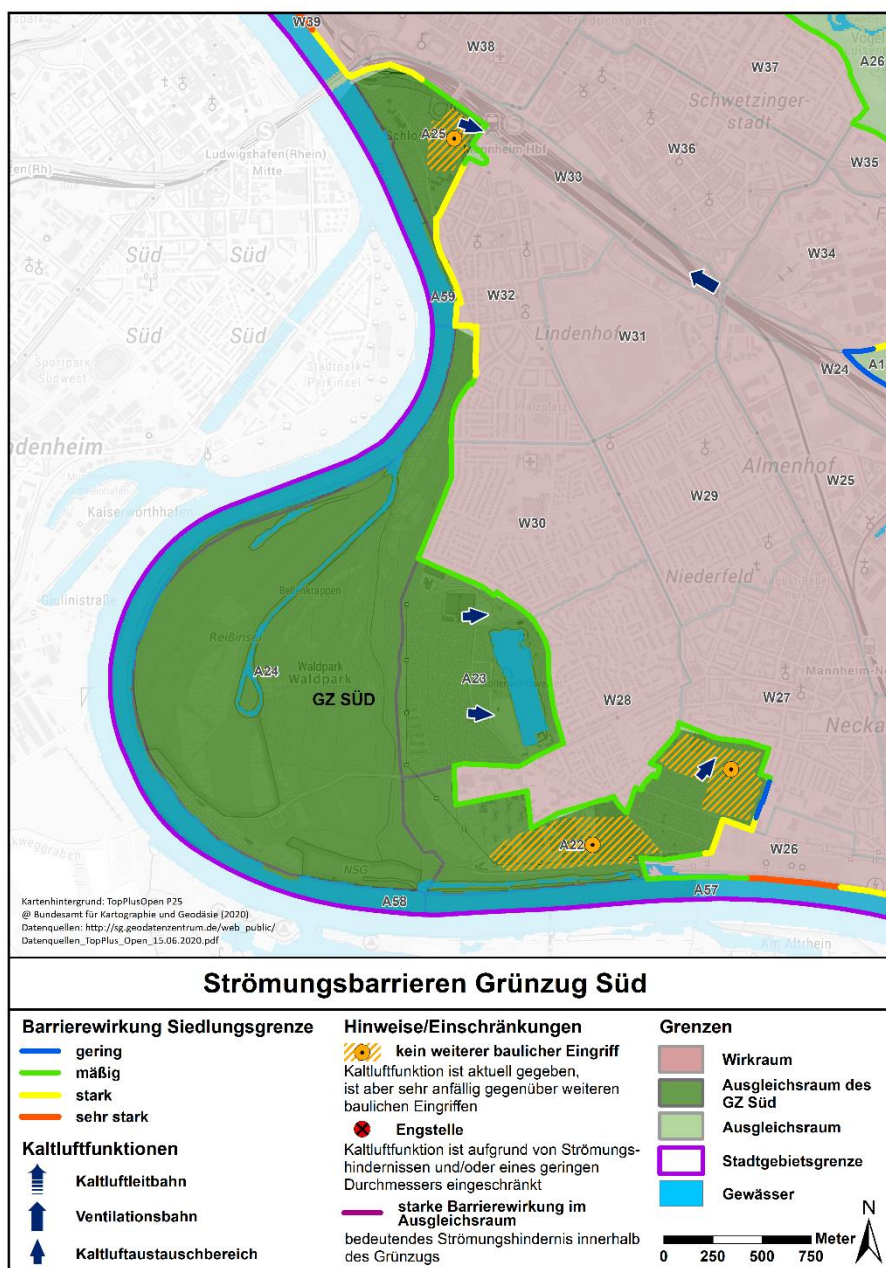 W39
W38
W37
A26
Schwetzinger-
stadt
A25
Ludwigshafen(Rhein)
Mitte
W36
W35
W33
Süd
Süd
W34
A59
W32
Süd
Süd
Lindenhof
W31
Sportpark
Südwest
Stadtpark
Parkinsel
W24
Pfalzplatz
Almenhof
W25
Kaiserwörthhafen
W29
W30
Niederfeld
Giulinistraße
Bellenkrappen
Reißinsel
A24
Waldpark
Waldpark
GZ SÜD
A23
W28
W27
A22
W26
NSG
A58
A57
Am Altrhein
Kartenhintergrund: TopPlusOpen P25
@ Bundesamt für Kartographie und Geodäsie (2020)
Datenquellen: http://sg.geodatenzentrum.de/web_public/
Datenquellen_TopPlus_Open_15.06.2020.pdf
Strömungsbarrieren Grünzug Süd
Barrierewirkung Siedlungsgrenze
gering
mäßig
stark
sehr stark
Kaltluftfunktionen
Kaltluftleitbahn
Ventilationsbahn
Kaltluftaustauschbereich
Hinweise/Einschränkungen
kein weiterer baulicher Eingriff
Kaltluftfunktion ist aktuell gegeben,
ist aber sehr anfällig gegenüber weiteren
baulichen Eingriffen
Engstelle
Kaltluftfunktion ist aufgrund von Strömungs-
hindernissen und/oder eines geringen
Durchmessers eingeschränkt
starke Barrierewirkung im
Ausgleichsraum
bedeutendes Strömungshindernis innerhalb
des Grünzugs
Grenzen
Wirkraum
Ausgleichsraum des
GZ Süd
Ausgleichsraum
Stadtgebietsgrenze
Gewässer
Meter
0 250 500 750
N